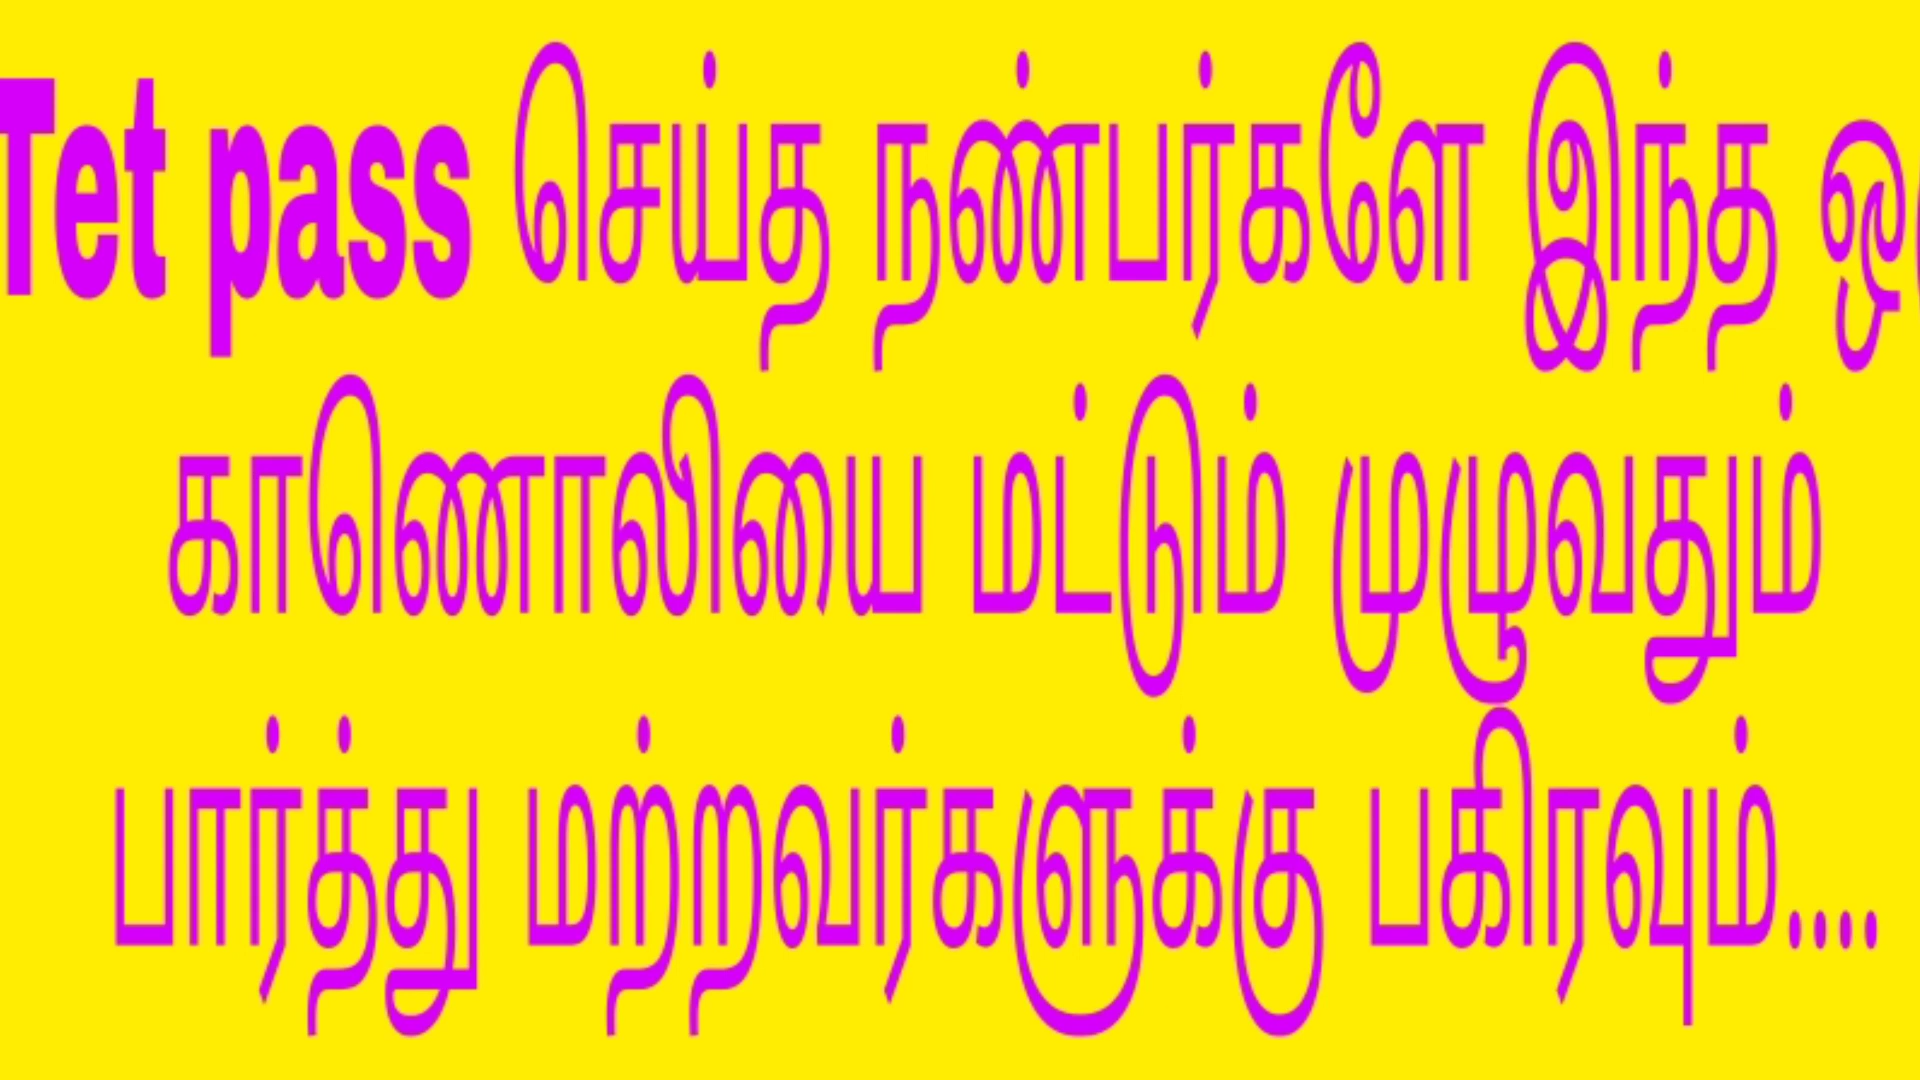 Tet pass செய்த நண்பர்களே இந்த
காணொலியை மட்டும் முழுவதும்
பார்த்து மற்றவர்களுக்கு பகிரவும்....